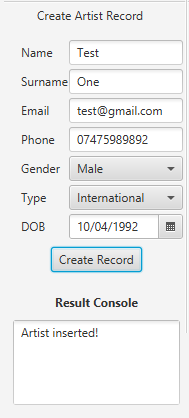 Create Artist Record
Name Test
Surname One
Email test@gmail.com
Phone 07475989892
Gender Male
Type International
DOB 10/04/1992
Create Record
Result Console
Artist inserted!